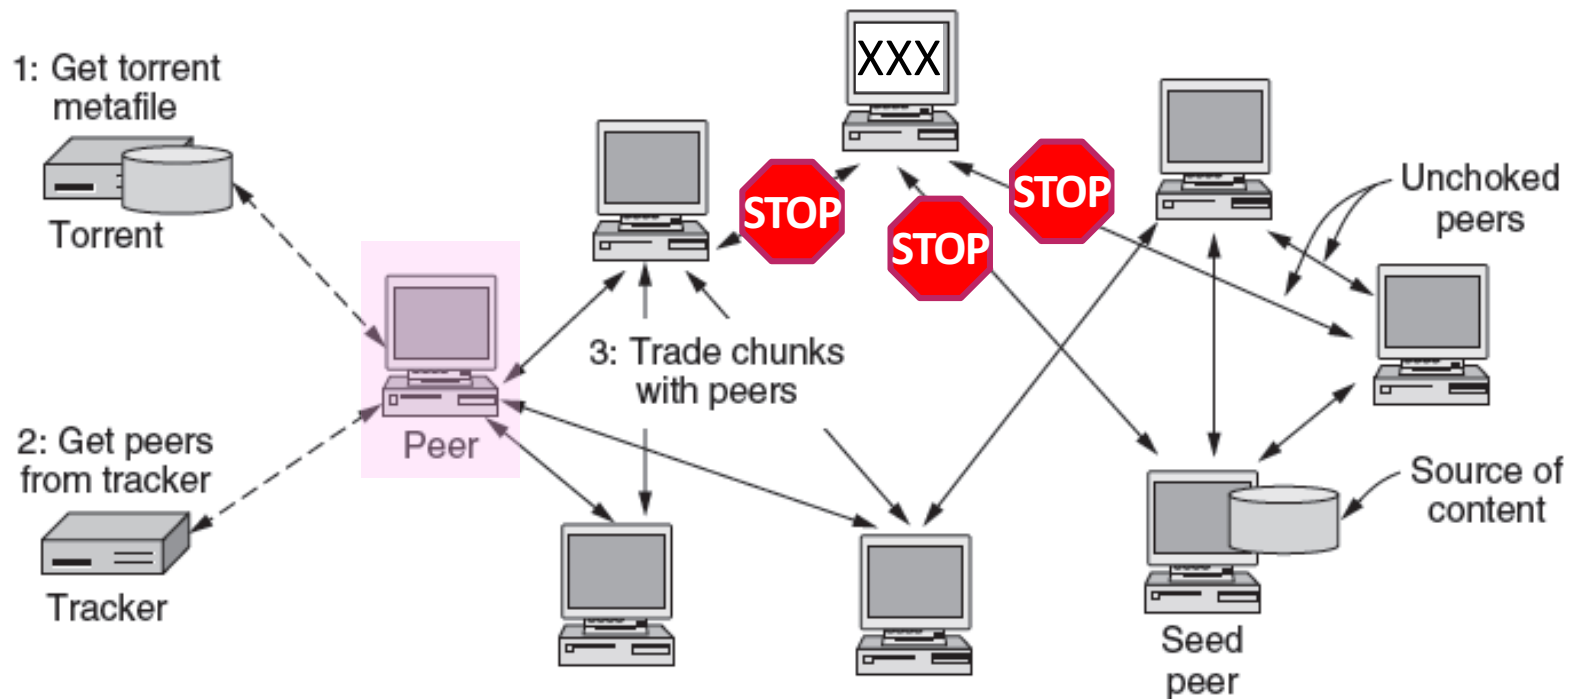 1: Get torrent
metafile
Torrent
XXX
STOP
STOP
STOP
Unchoked
peers
3: Trade chunks
with peers
Peer
2: Get peers
from tracker
Tracker
Source of
content
Seed
peer